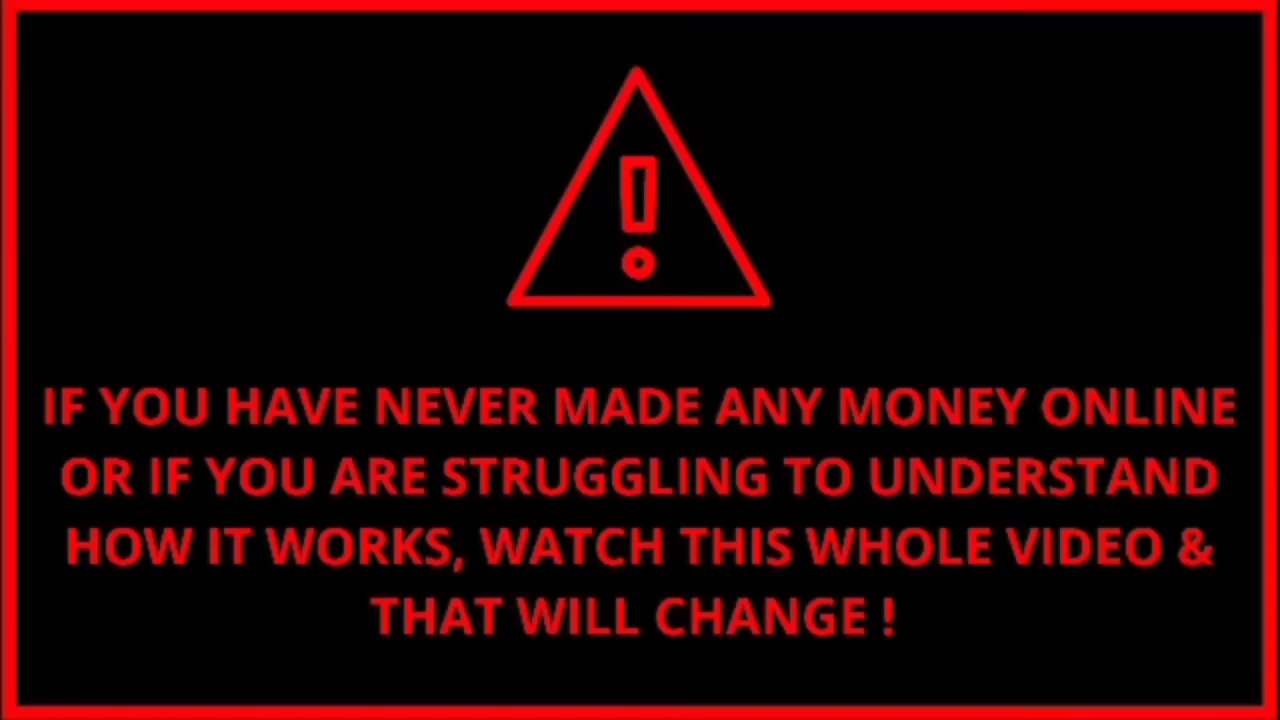 IF YOU HAVE NEVER MADE ANY MONEY ONLINE
OR IF YOU ARE STRUGGLING TO UNDERSTAND
HOW IT WORKS, WATCH THIS WHOLE VIDEO &
THAT WILL CHANGE !